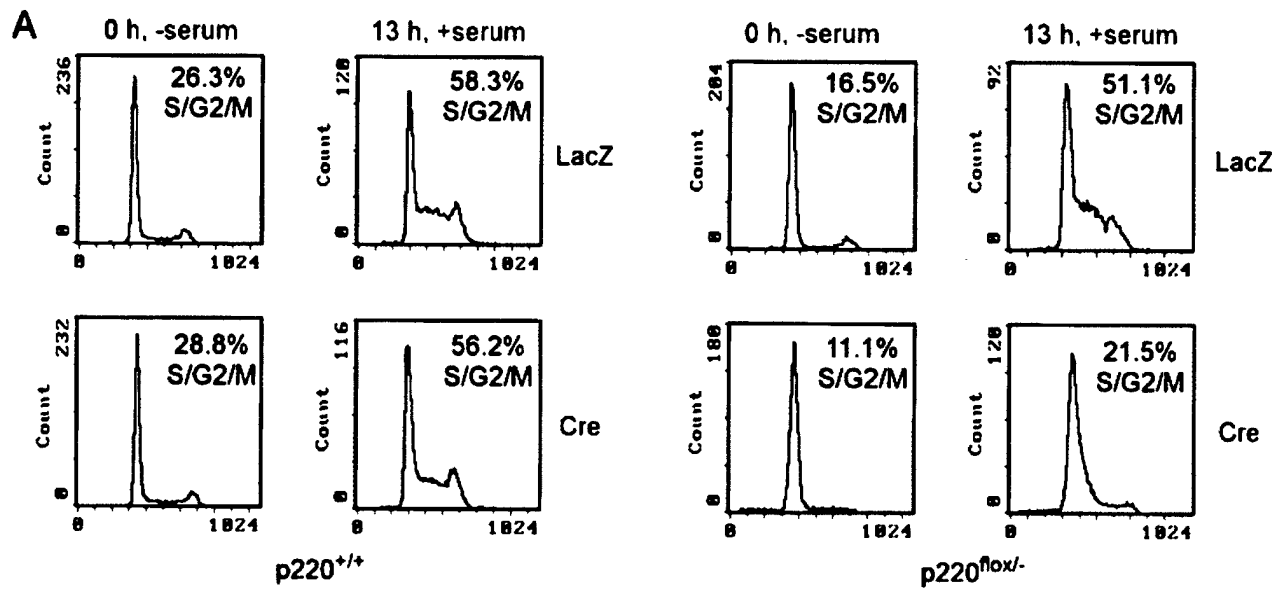 A
0 h, -serum
13 h, +serum
0 h, -serum
13 h, +serum
236
Count
0
26.3%
S/G2/M
0 1024
120
Count
0
58.3%
S/G2/M
0 1024
LacZ
204
Count
0
16.5%
S/G2/M
0 1024
92
Count
0
51.1%
S/G2/M
0 1024
LacZ
232
Count
0
28.8%
S/G2/M
0 1024
116
Count
0
56.2%
S/G2/M
0 1024
Cre
180
Count
0
11.1%
S/G2/M
0 1024
120
Count
0
21.5%
S/G2/M
0 1024
Cre
p220+/+
p220flox/-